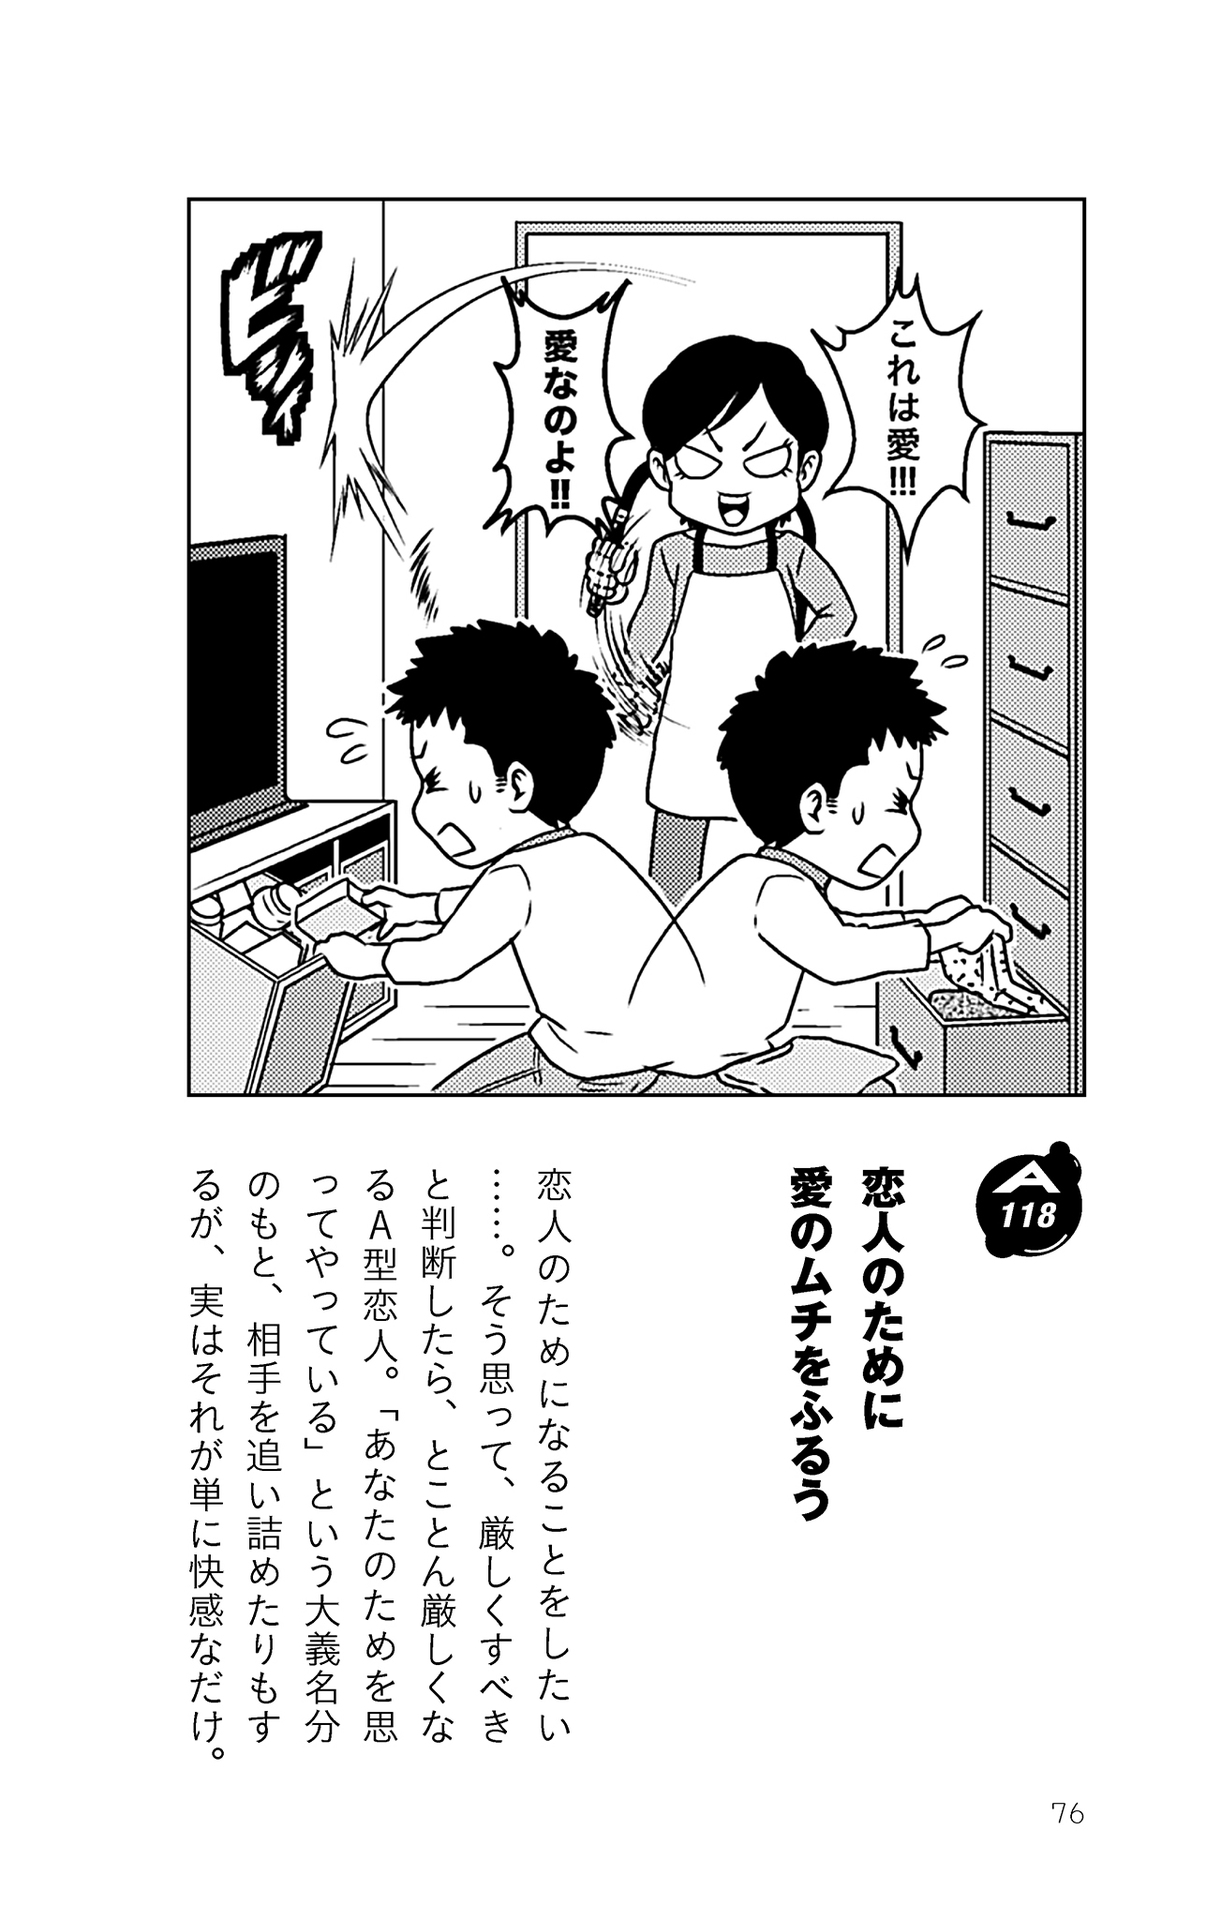 これは愛!!!
愛なのよ!!
ビシィ
A
118
恋人のために
愛のムチをふるう
恋人のためになることをしたい
……。そう思って、厳しくすべき
と判断したら、とことん厳しくな
るＡ型恋人。「あなたのためを思
ってやっている」という大義名分
のもと、相手を追い詰めたりもす
るが、実はそれが単に快感なだけ。
76